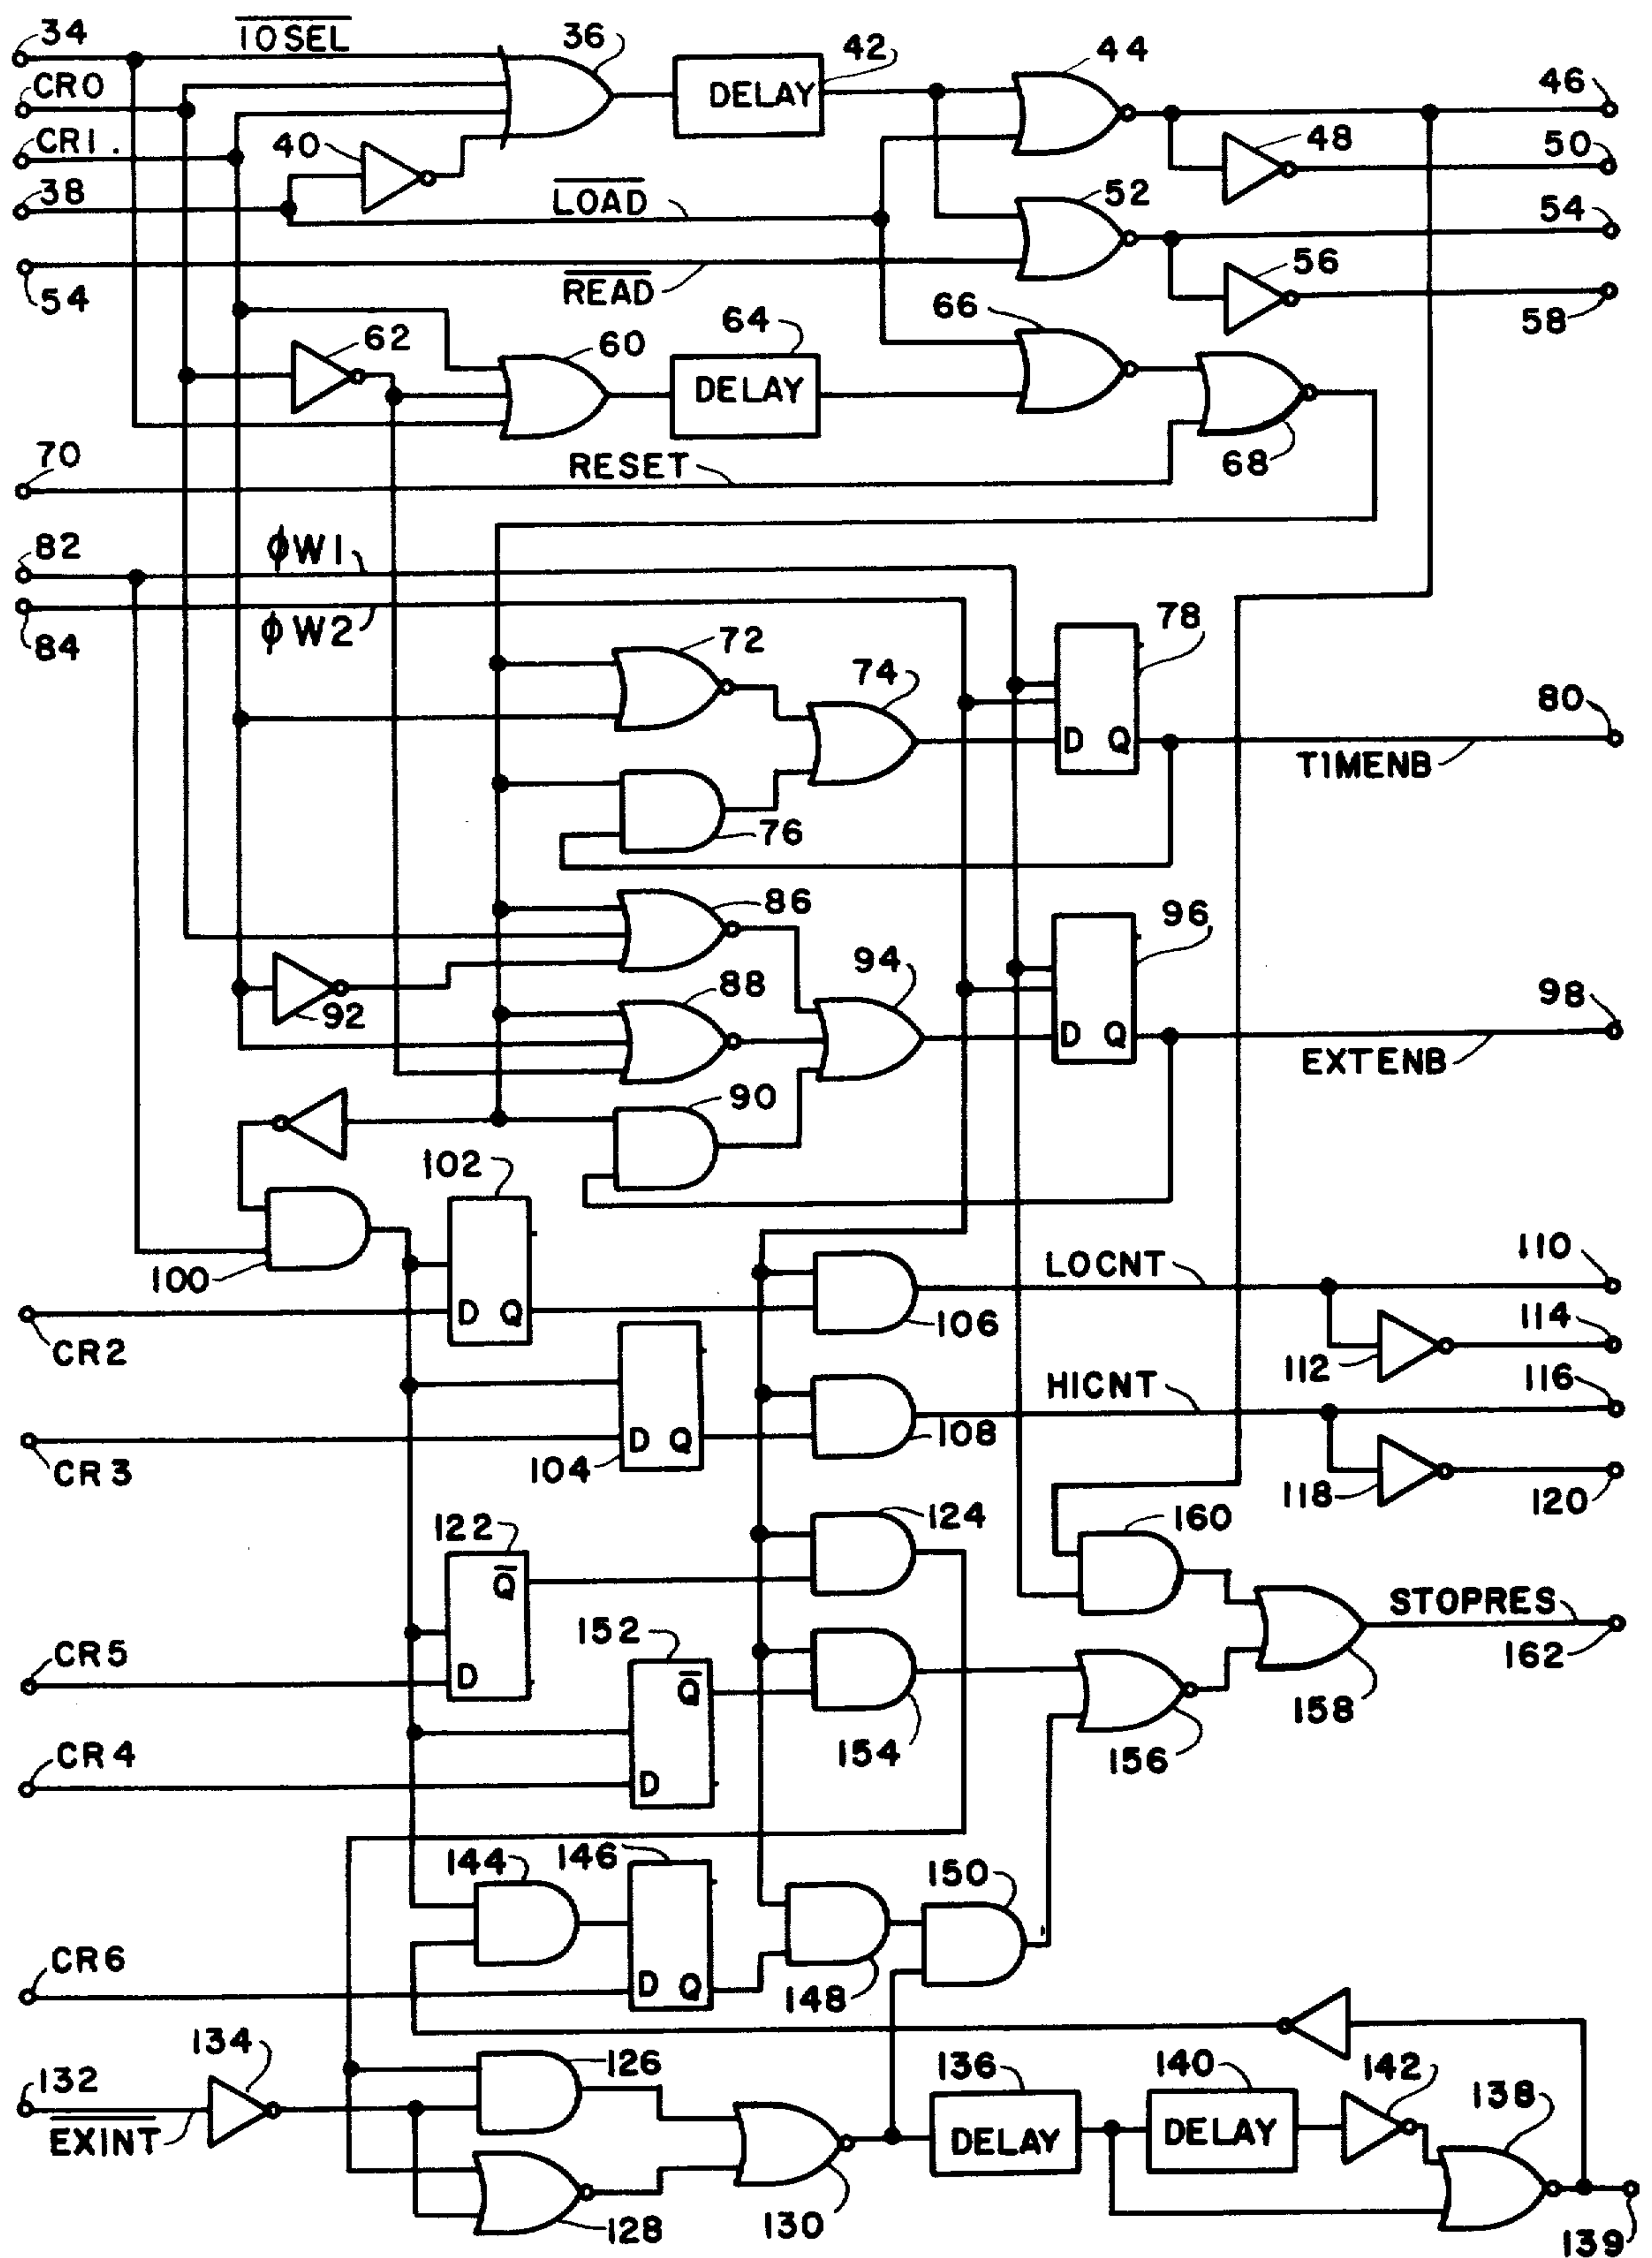 34
IOSEL
36
42
44
46
CR0
DELAY
CR1.
40
48
50
38
LOAD
52
54
54
READ
56
58
62
60
64
66
DELAY
68
70
RESET
82
φW1
84
φW2
72
74
78
80
D Q
TIMENB
76
86
96
94
98
92
88
D Q
EXTENB
90
102
100
LOCNT
110
D Q
106
114
CR2
112
HICNT
116
D Q
108
CR3
104
118
120
122
124
160
Q
STOPRES
CR5
152
162
D
Q
158
CR4
154
156
D
144
146
150
CR6
D Q
148
134
132
126
136
140
142
138
EXINT
DELAY
DELAY
128
130
139